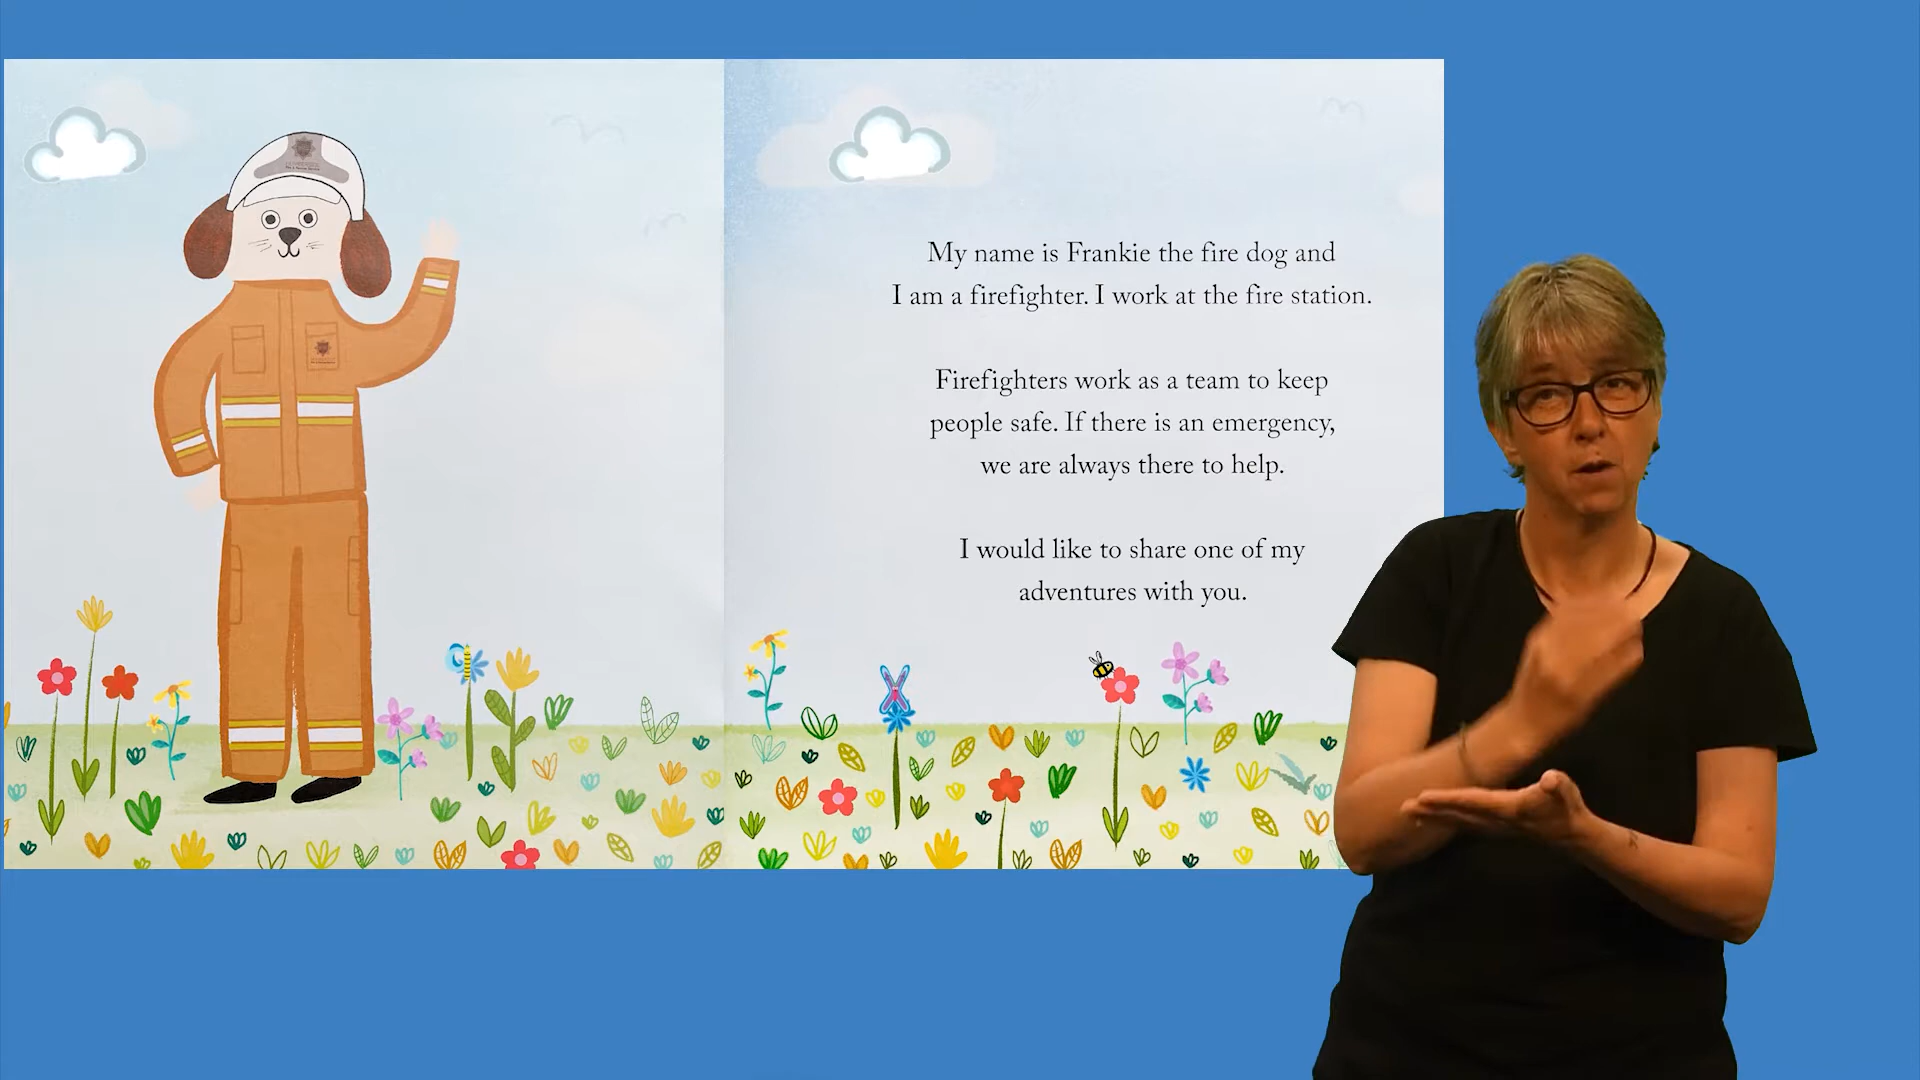 My name is Frankie the fire dog and
I am a firefighter. I work at the fire station.
Firefighters work as a team to keep
people safe. If there is an emergency,
we are always there to help.
I would like to share one of my
adventures with you.